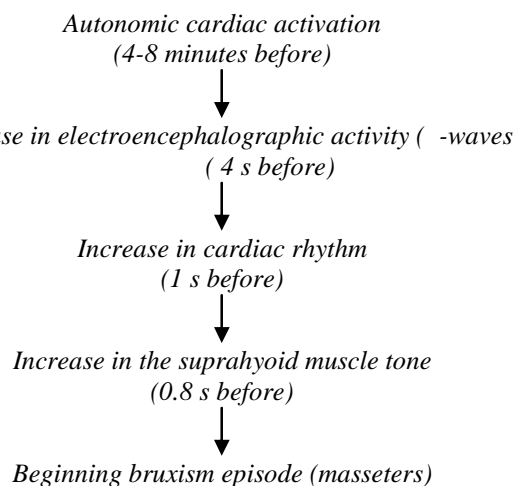 Autonomic cardiac activation
(4-8 minutes before)
in electroencephalographic activity ( -waves
( 4 s before)
Increase in cardiac rhythm
(1 s before)
Increase in the suprahyoid muscle tone
(0.8 s before)
Beginning bruxism episode (masseters)